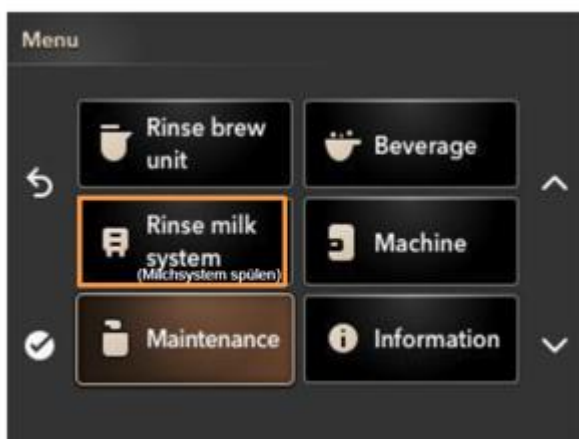 Menu
Rinse brew
unit
Beverage
Rinse milk
system
(Milchsystem spülen)
Machine
Maintenance
Information